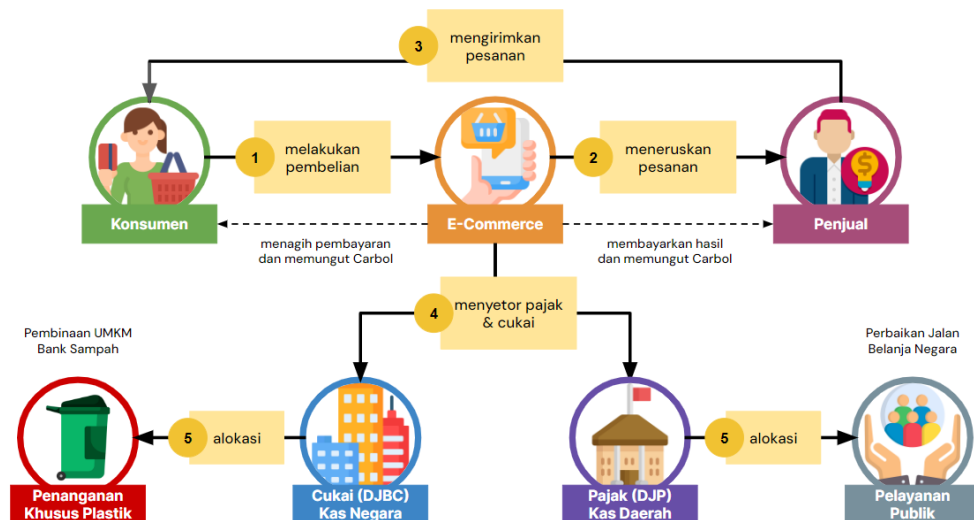 3
mengirimkan
pesanan
1
melakukan
pembelian
2
meneruskan
pesanan
Konsumen
E-Commerce
Penjual
menagih pembayaran
dan memungut Carbol
membayarkan hasil
dan memungut Carbol
4
menyetor pajak
& cukai
Pembinaan UMKM
Bank Sampah
Perbaikan Jalan
Belanja Negara
5
alokasi
5
alokasi
Penanganan
Khusus Plastik
Cukai (DJBC)
Kas Negara
Pajak (DJP)
Kas Daerah
Pelayanan
Publik